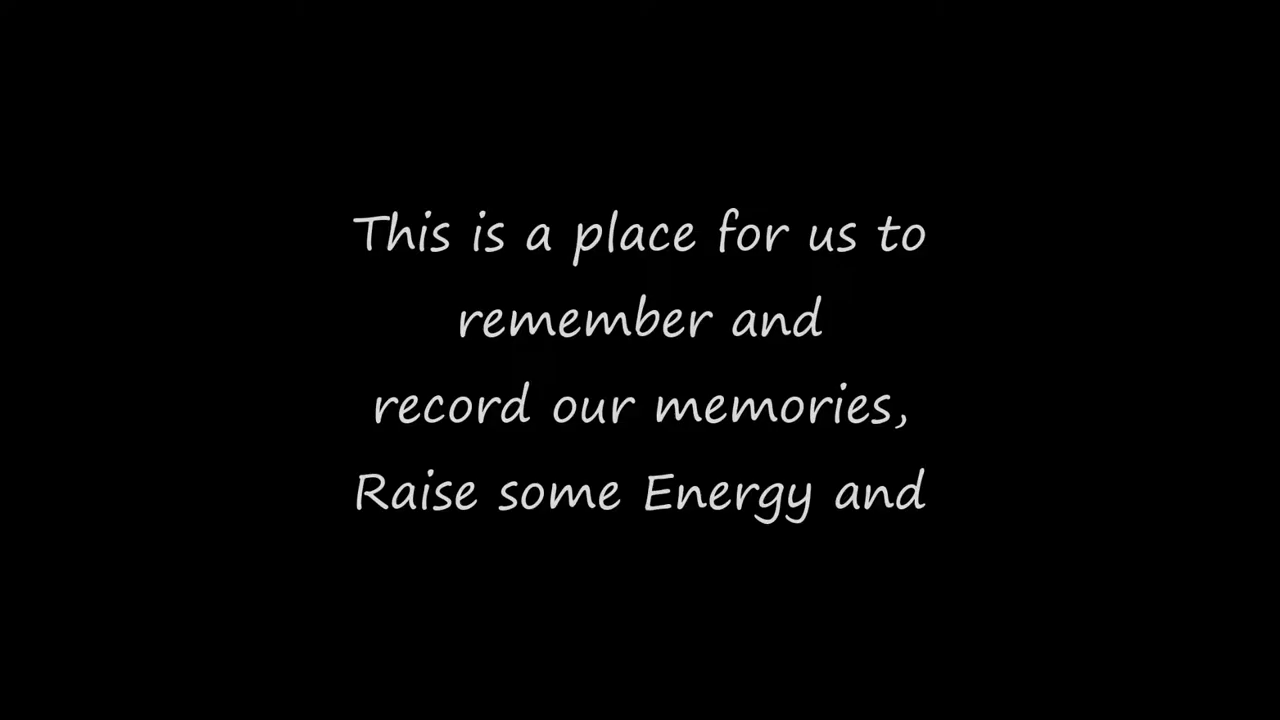 This is a place for us to
remember and
record our memories,
Raise some Energy and